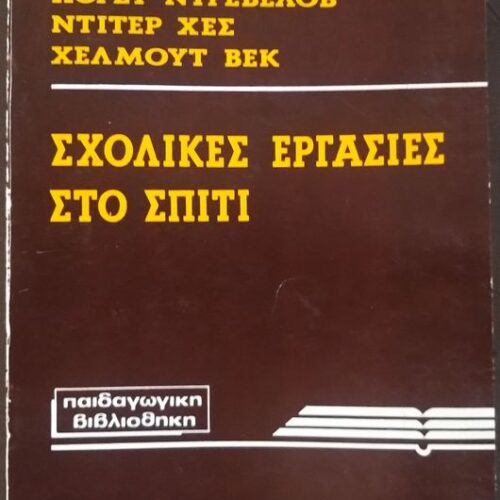 ΝΤΙΤΕΡ ΧΕΣ
ΧΕΛΜΟΥΤ ΒΕΚ
ΣΧΟΛΙΚΕΣ ΕΡΓΑΣΙΕΣ
ΣΤΟ ΣΠΙΤΙ
παιδαγωγικη
βιβλιοθηκη